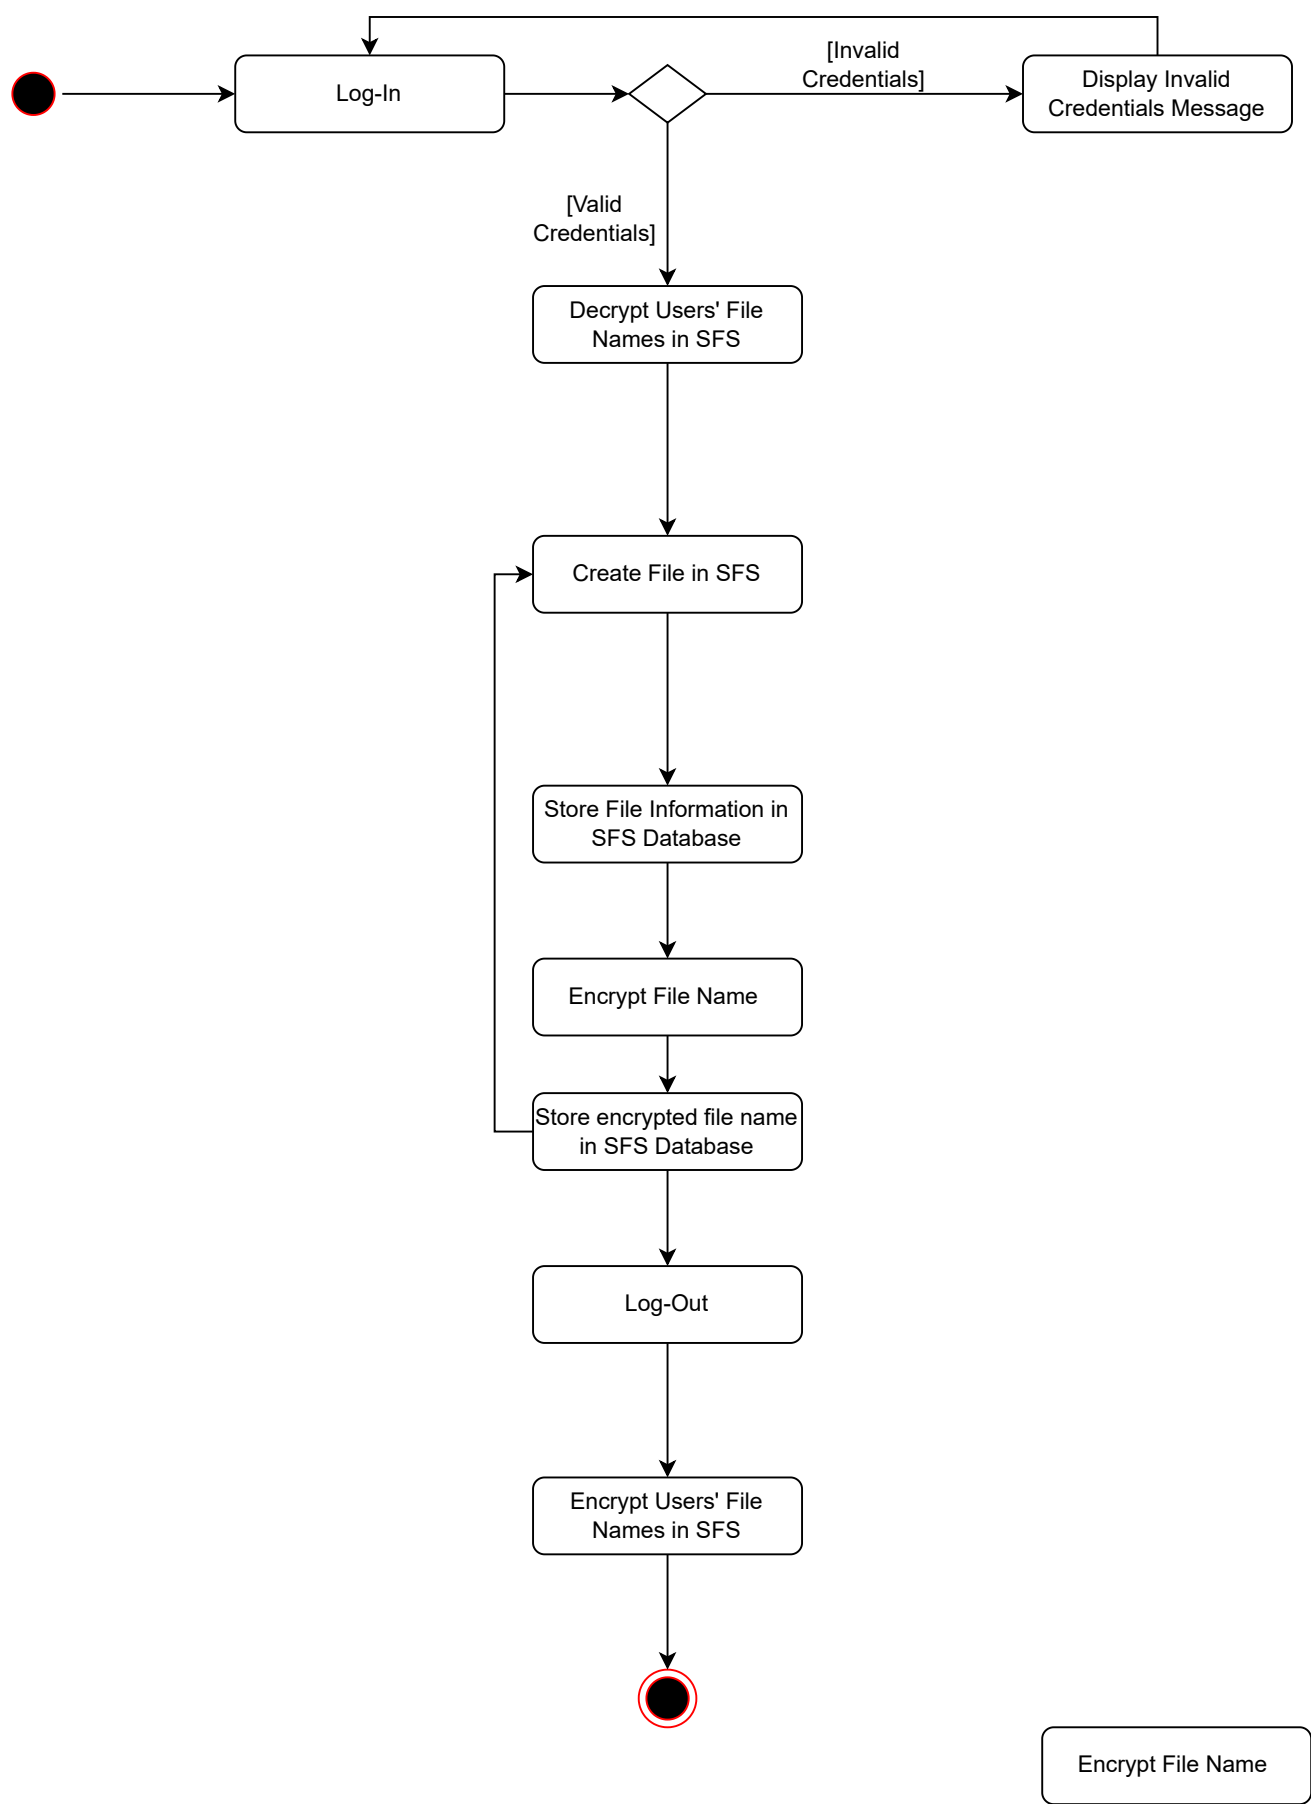 Log-In
[Invalid
Credentials]
Display Invalid
Credentials Message
[Valid
Credentials]
Decrypt Users' File
Names in SFS
Create File in SFS
Store File Information in
SFS Database
Encrypt File Name
Store encrypted file name
in SFS Database
Log-Out
Encrypt Users' File
Names in SFS
Encrypt File Name